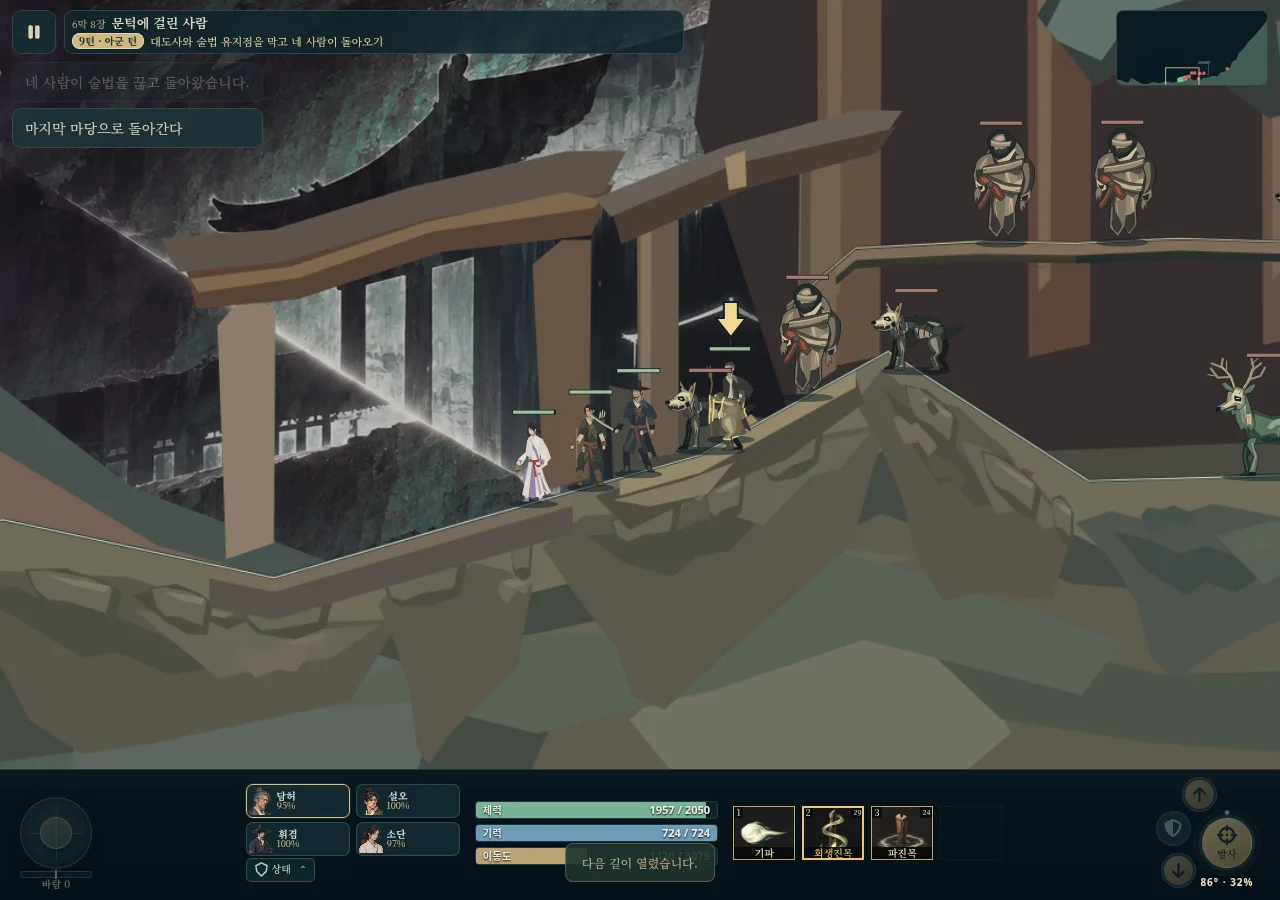 6막 8장 문턱에 걸린 사람
9턴 · 아군 턴 대도사와 술법 유지점을 막고 네 사람이 돌아오기
네 사람이 술법을 끊고 돌아왔습니다.
마지막 마당으로 돌아간다
담허
95%
설오
100%
휘겸
100%
소단
97%
상태
체력 1957 / 2050
기력 724 / 724
이동도
다음 길이 열렸습니다.
1
기파
2 29
회생진목
3 24
파진목
바람 0
발사
86° · 32%